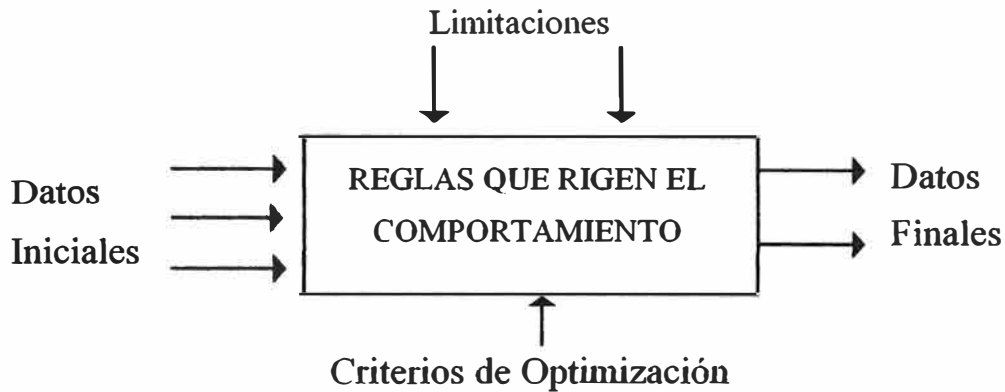 Limitaciones
Datos
Iniciales
REGLAS QUE RIGEN EL
COMPORTAMIENTO
Datos
Finales
Criterios de Optimización